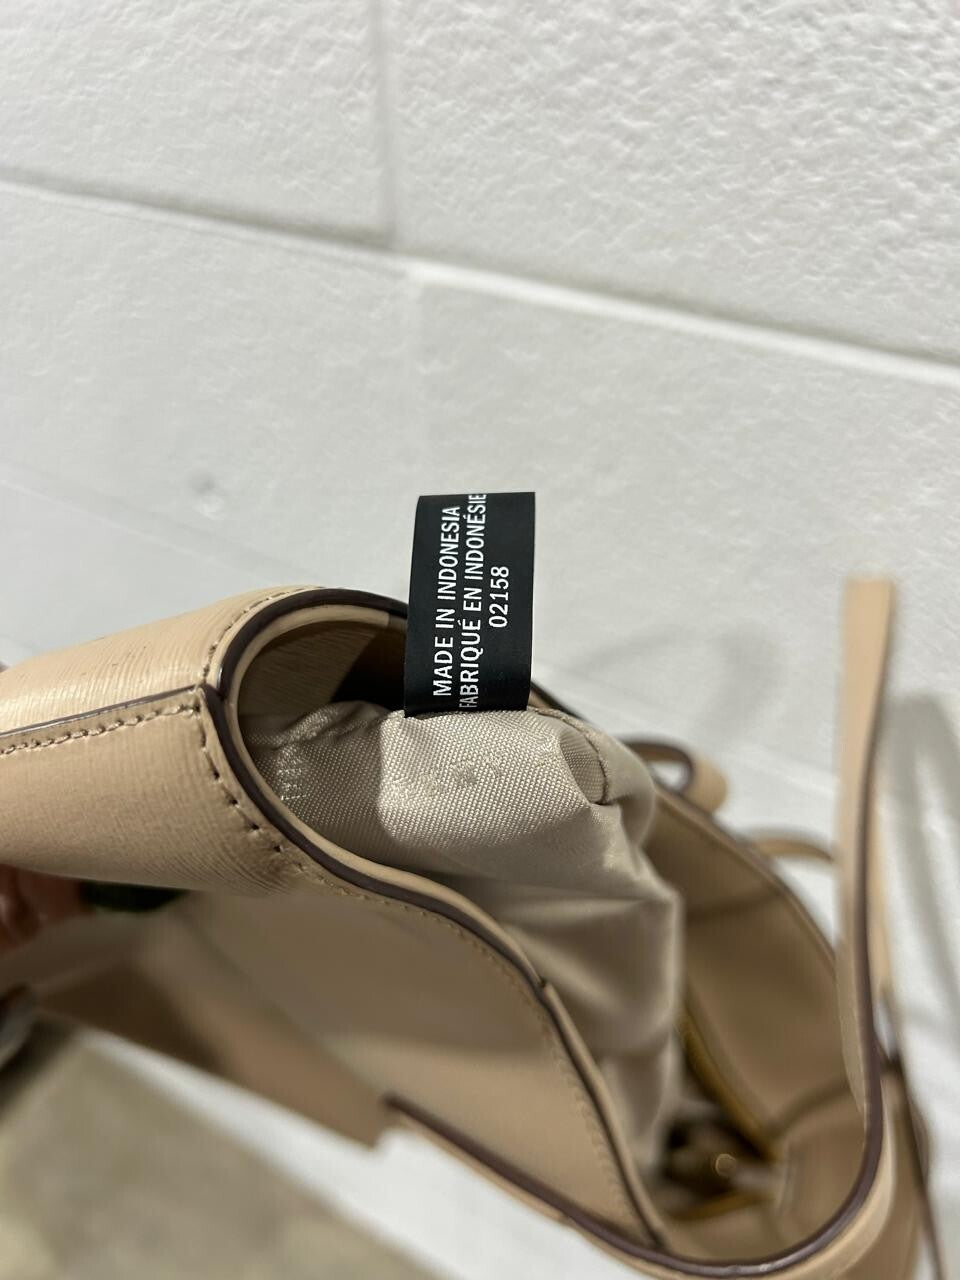 MADE IN INDONESIA
FABRIQUÉ EN INDONÉSIE
02158